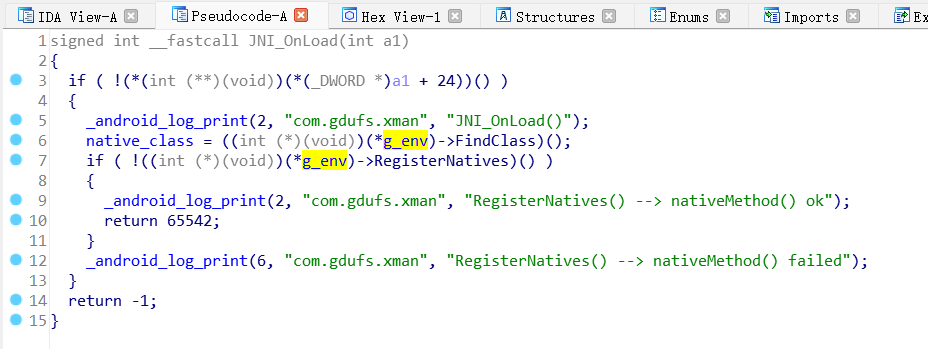 IDA View-A Pseudocode-A Hex View-1 Structures Enums Imports Ex
1 signed int __fastcall JNI_OnLoad(int a1)
2 {
3 if ( !(*(int (**)(void))(*(_DWORD *)a1 + 24))() )
4 {
5 _android_log_print(2, "com.gdufs.xman", "JNI_OnLoad()");
6 native_class = ((int (*)(void))(*g_env)->FindClass)();
7 if ( !((int (*)(void))(*g_env)->RegisterNatives)() )
8 {
9 _android_log_print(2, "com.gdufs.xman", "RegisterNatives() --> nativeMethod() ok");
10 return 65542;
11 }
12 _android_log_print(6, "com.gdufs.xman", "RegisterNatives() --> nativeMethod() failed");
13 }
14 return -1;
15 }